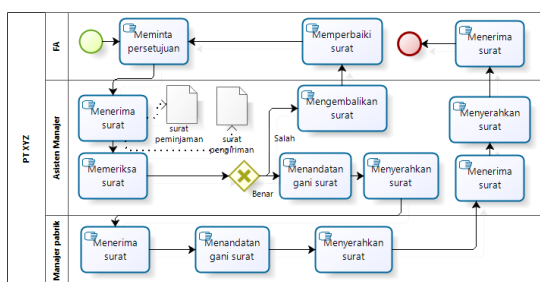 PT XYZ
FA
Meminta
persetujuan
Memperbaiki
surat
Menerima
surat
Asisten Manajer
Menerima
surat
surat
peminjaman
surat
pengiriman
Mengembalikan
surat
Salah
Menyerahkan
surat
Memeriksa
surat
Benar
Menandatan
gani surat
Menyerahkan
surat
Menerima
surat
Manajer pabrik
Menerima
surat
Menandatan
gani surat
Menyerahkan
surat